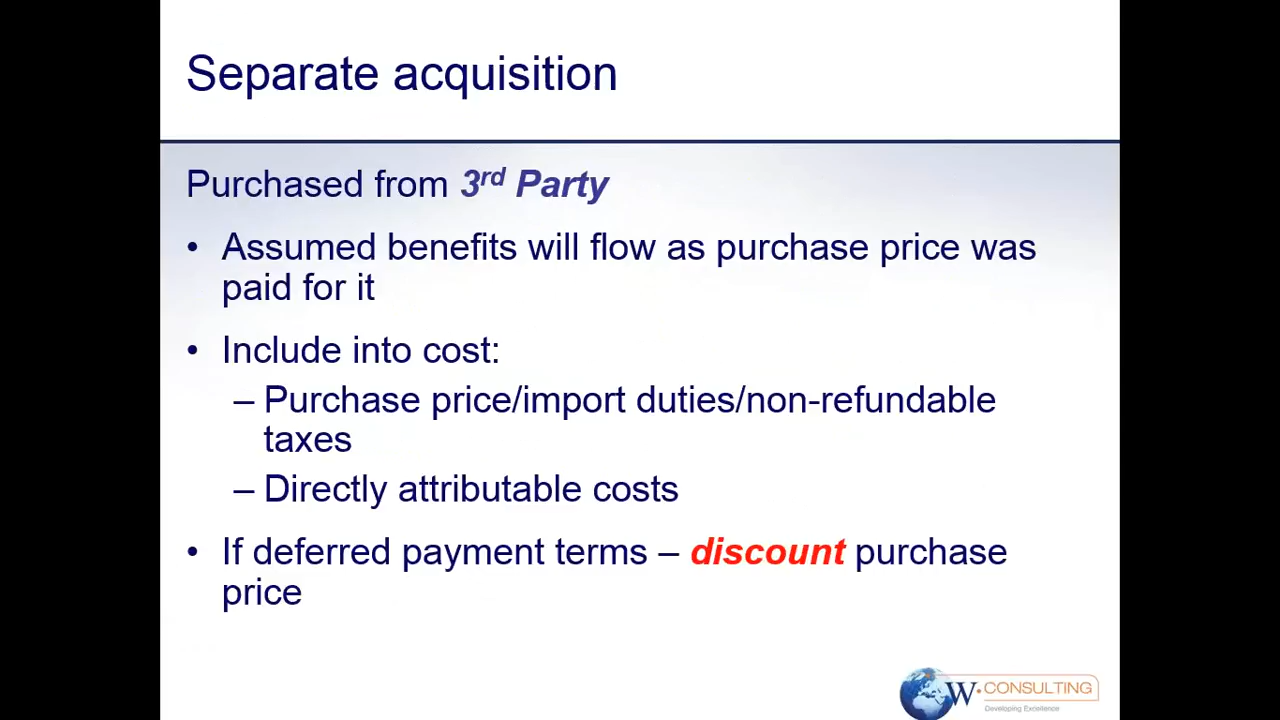 Separate acquisition
Purchased from 3rd Party
• Assumed benefits will flow as purchase price was
paid for it
• Include into cost:
– Purchase price/import duties/non-refundable
taxes
– Directly attributable costs
• If deferred payment terms – discount purchase
price
W•CONSULTING
Developing Excellence